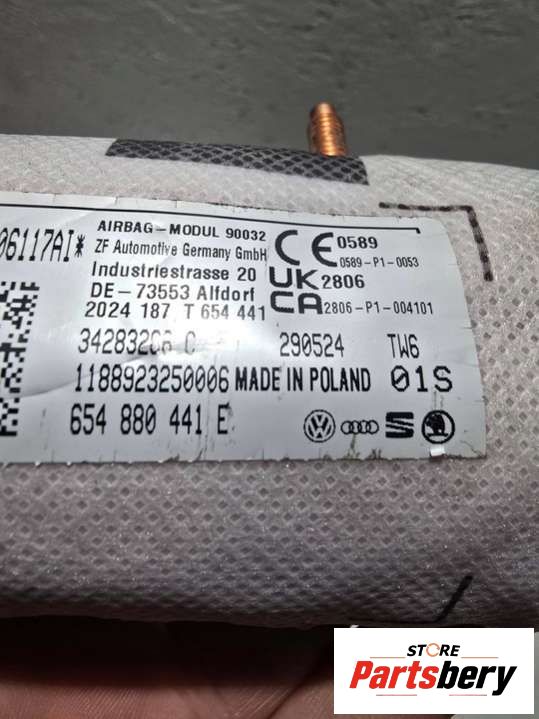 06117AI*
AIRBAG-MODUL 90032
ZF Automotive Germany GmbH
Industriestrasse 20
DE-73553 Alfdorf
2024 187 T 654 441
CE 0589
0589-P1-0053
UKCA 2806
2806-P1-004101
290524 TW6
1188923250006 MADE IN POLAND 01S
654 880 441 E
STORE
Partsbery